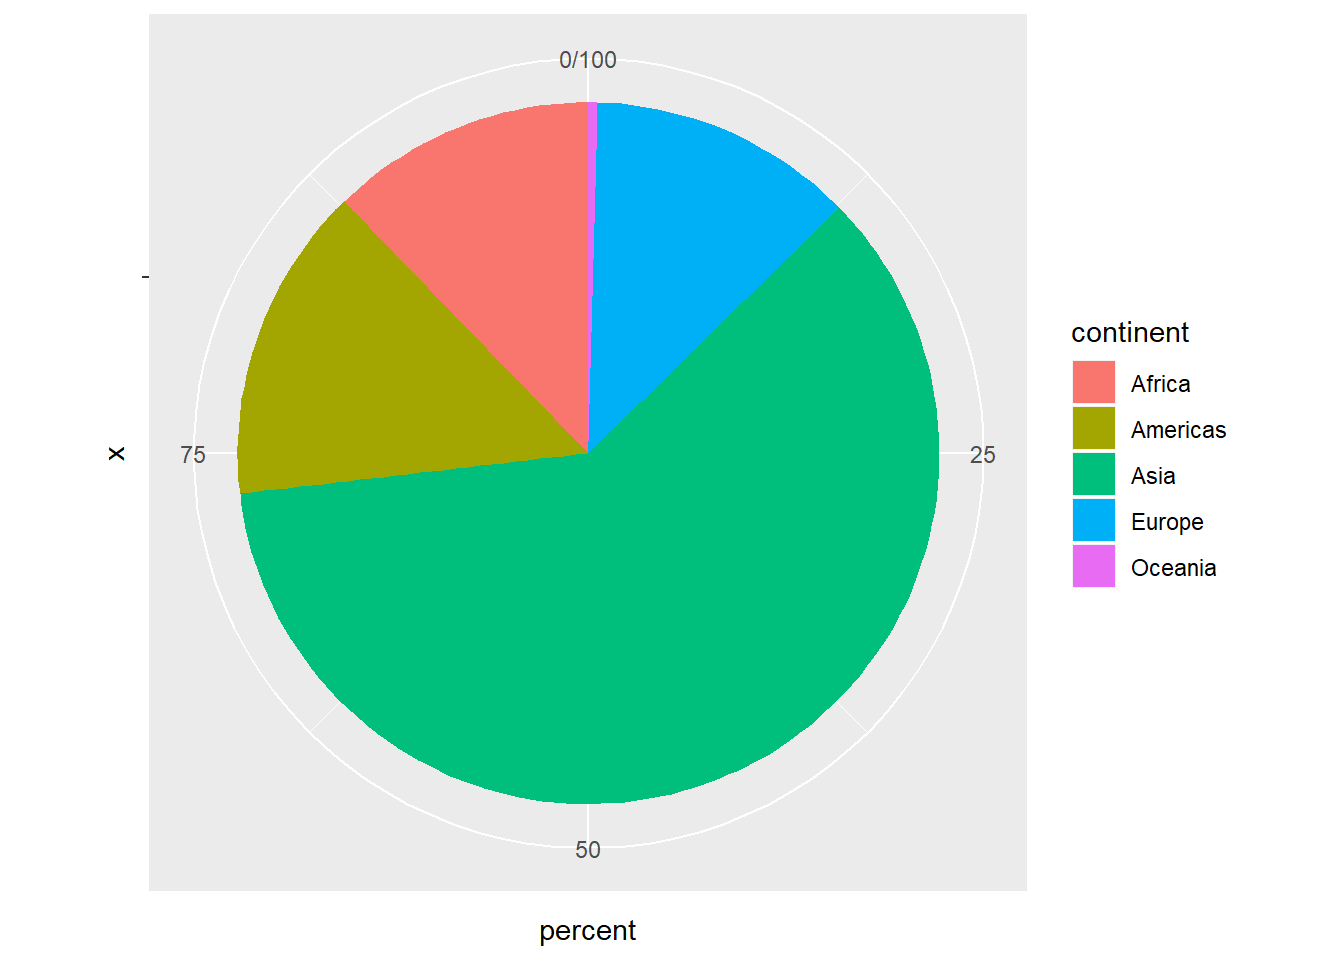 0/100
continent
Africa
Americas
x
75
25
Asia
Europe
Oceania
50
percent